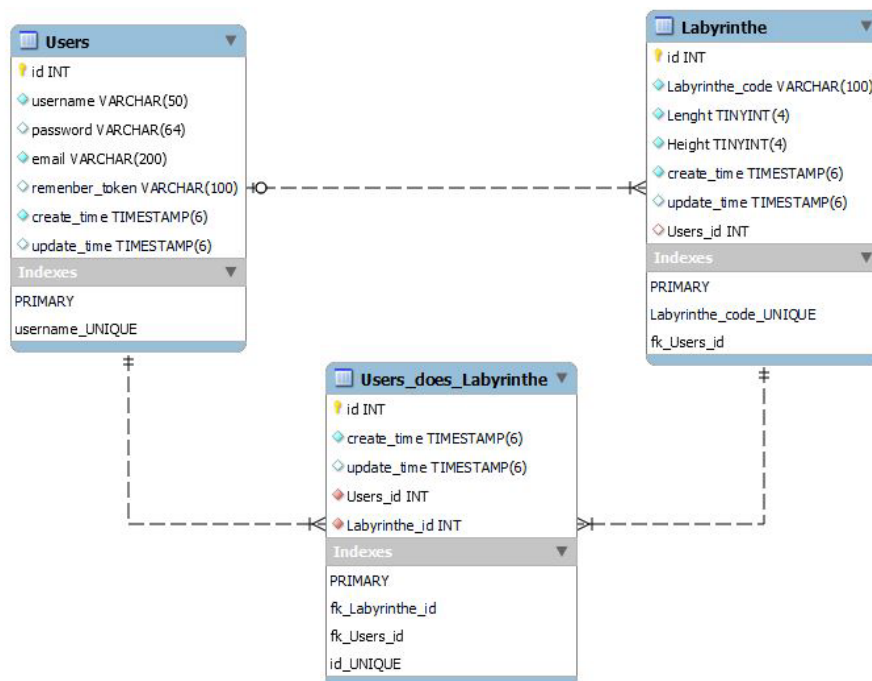 Users
id INT
username VARCHAR(50)
password VARCHAR(64)
email VARCHAR(200)
remenber_token VARCHAR(100)
create_time TIMESTAMP(6)
update_time TIMESTAMP(6)
Indexes
PRIMARY
username_UNIQUE
Labyrinthe
id INT
Labyrinthe_code VARCHAR(100)
Lenght TINYINT(4)
Height TINYINT(4)
create_time TIMESTAMP(6)
update_time TIMESTAMP(6)
Users_id INT
Indexes
PRIMARY
Labyrinthe_code_UNIQUE
fk_Users_id
Users_does_Labyrinthe
id INT
create_time TIMESTAMP(6)
update_time TIMESTAMP(6)
Users_id INT
Labyrinthe_id INT
Indexes
PRIMARY
fk_Labyrinthe_id
fk_Users_id
id_UNIQUE